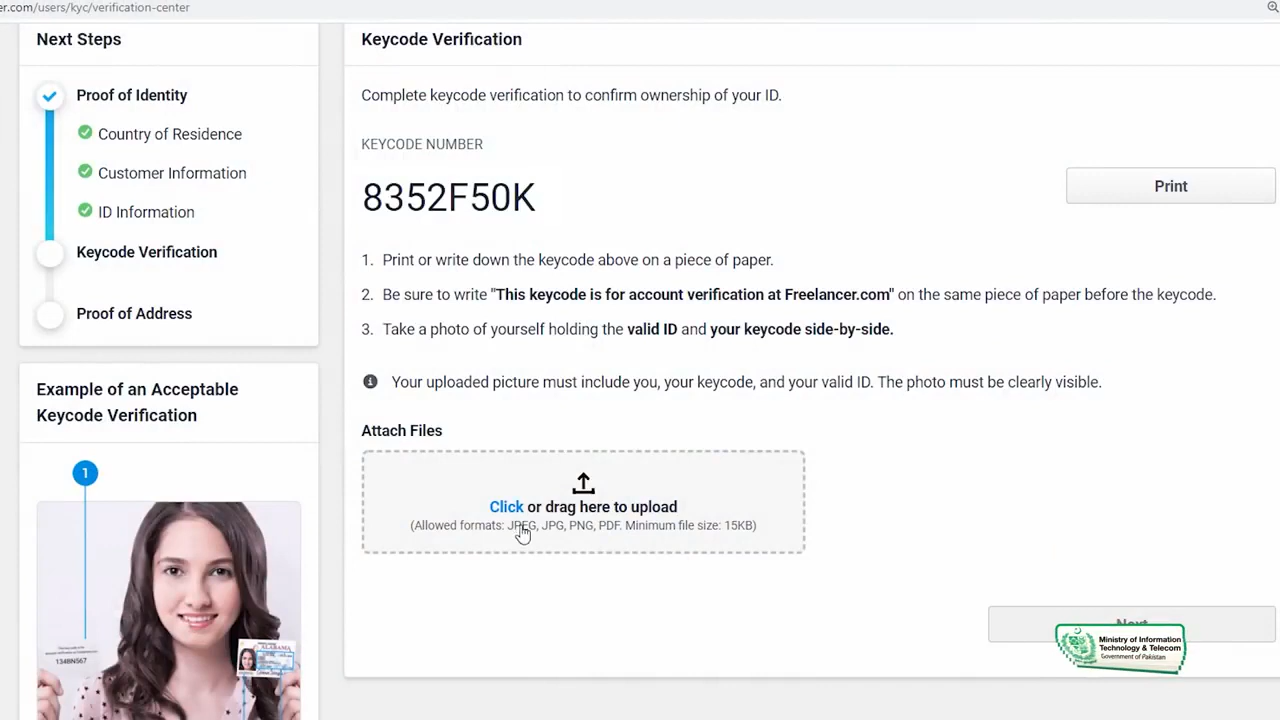 er.com/users/kyc/verification-center
Next Steps
Proof of Identity
Country of Residence
Customer Information
ID Information
Keycode Verification
Proof of Address
Example of an Acceptable
Keycode Verification
1
134BN567
ALABAMA
Keycode Verification
Complete keycode verification to confirm ownership of your ID.
KEYCODE NUMBER
8352F50K
Print
1. Print or write down the keycode above on a piece of paper.
2. Be sure to write "This keycode is for account verification at Freelancer.com" on the same piece of paper before the keycode.
3. Take a photo of yourself holding the valid ID and your keycode side-by-side.
Your uploaded picture must include you, your keycode, and your valid ID. The photo must be clearly visible.
Attach Files
Click or drag here to upload
(Allowed formats: JPEG, JPG, PNG, PDF. Minimum file size: 15KB)
Next
Ministry of Information
Technology & Telecom
Government of Pakistan